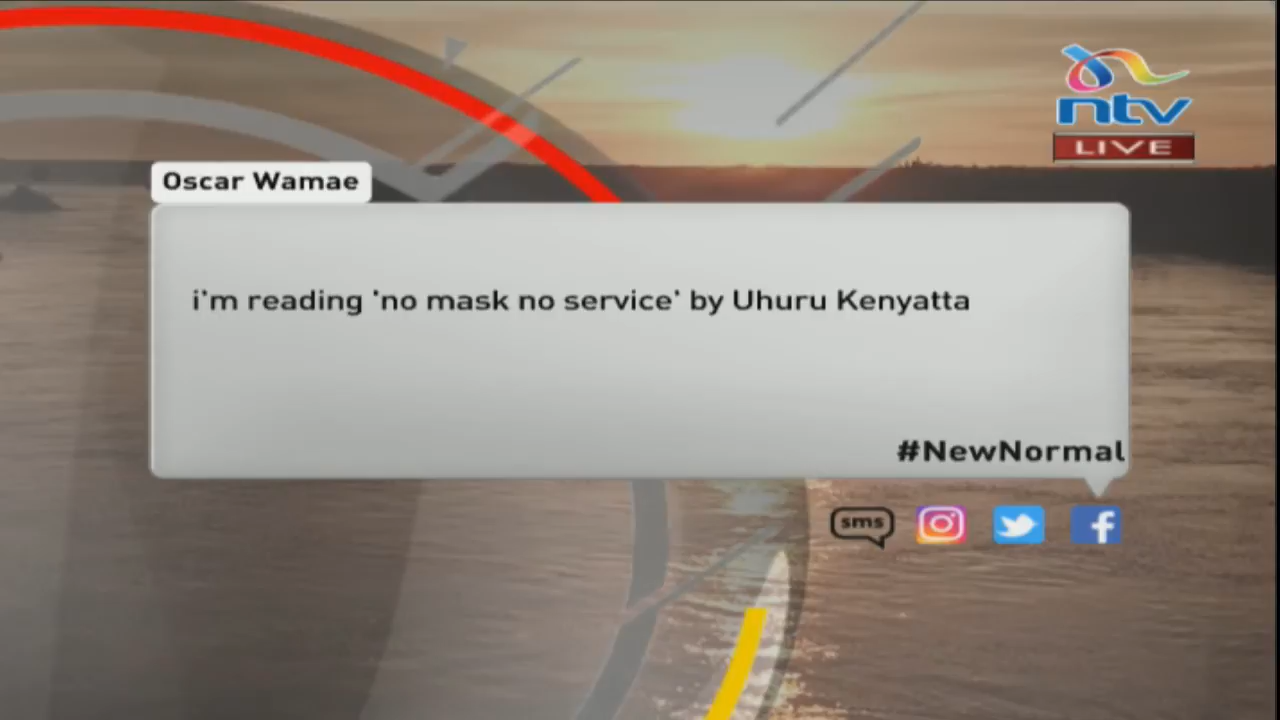 ntv
LIVE
Oscar Wamae
i'm reading 'no mask no service' by Uhuru Kenyatta
#NewNormal
sms